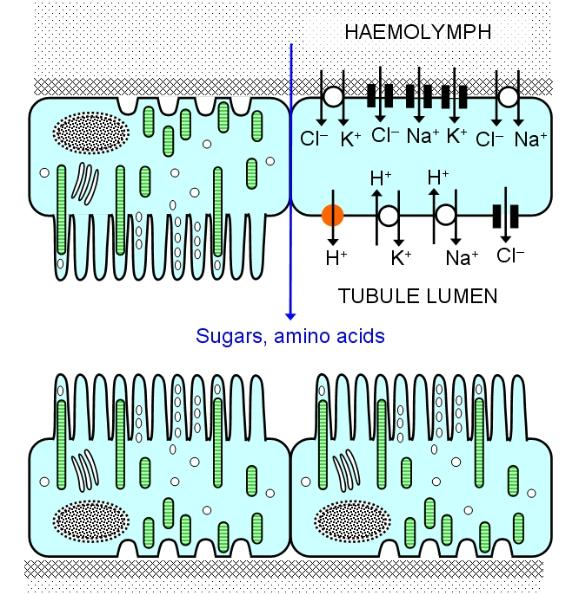 HAEMOLYMPH
Cl⁻ K⁺ Cl⁻ Na⁺ K⁺ Cl⁻ Na⁺
H⁺ H⁺
H⁺ K⁺ Na⁺ Cl⁻
TUBULE LUMEN
Sugars, amino acids